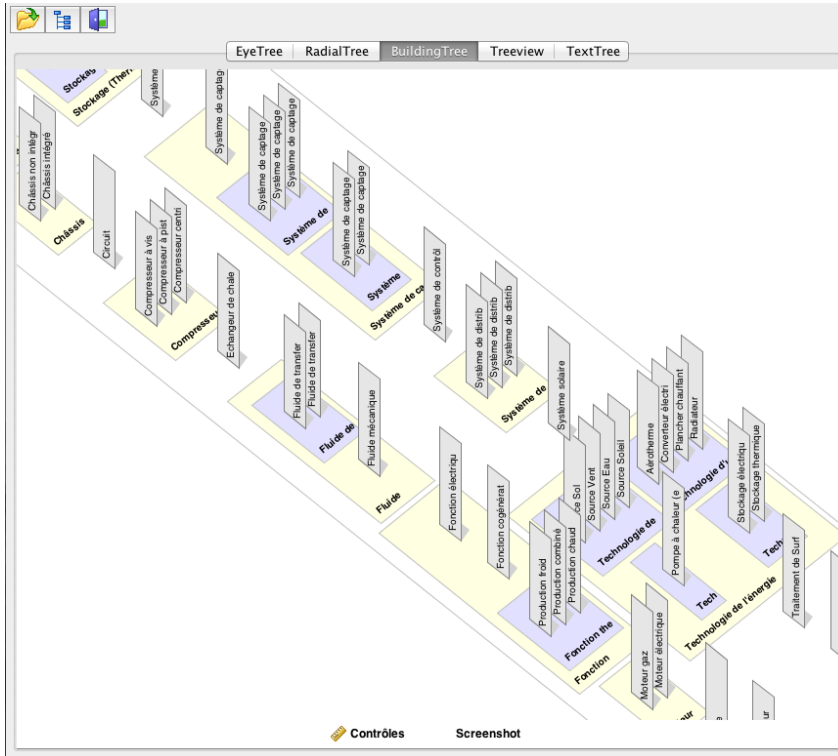 EyeTree
RadialTree
BuildingTree
Treeview
TextTree
Stockage (Ther
Système
Système de captage
Système de captage
Système de captage
Système de captage
Système de
Système de captage
Système de captage
Système
Système de ca
Châssis non intégr
Châssis intégré
Châssis
Circuit
Compresseur à vis
Compresseur à pist
Compresseur centri
Compresseur
Echangeur de chale
Système de contrôl
Système de distrib
Système de distrib
Système de distrib
Système de
Système solaire
Fluide de transfer
Fluide de transfer
Fluide de
Fluide mécanique
Fluide
Fonction électriqu
Fonction cogénérat
Production froid
Production combiné
Production chaud
Fonction the
Fonction
ce Sol
Source Vent
Source Eau
Source Soleil
Technologie de
Aérotherme
Converteur électri
Plancher chauffant
Radiateur
chnologie d'
Pompe à chaleur (e
Tech
Stockage électriqu
Stockage thermique
Tech
Technologie de l'énergie
Traitement de Surf
Moteur gaz
Moteur électrique
Contrôles
Screenshot